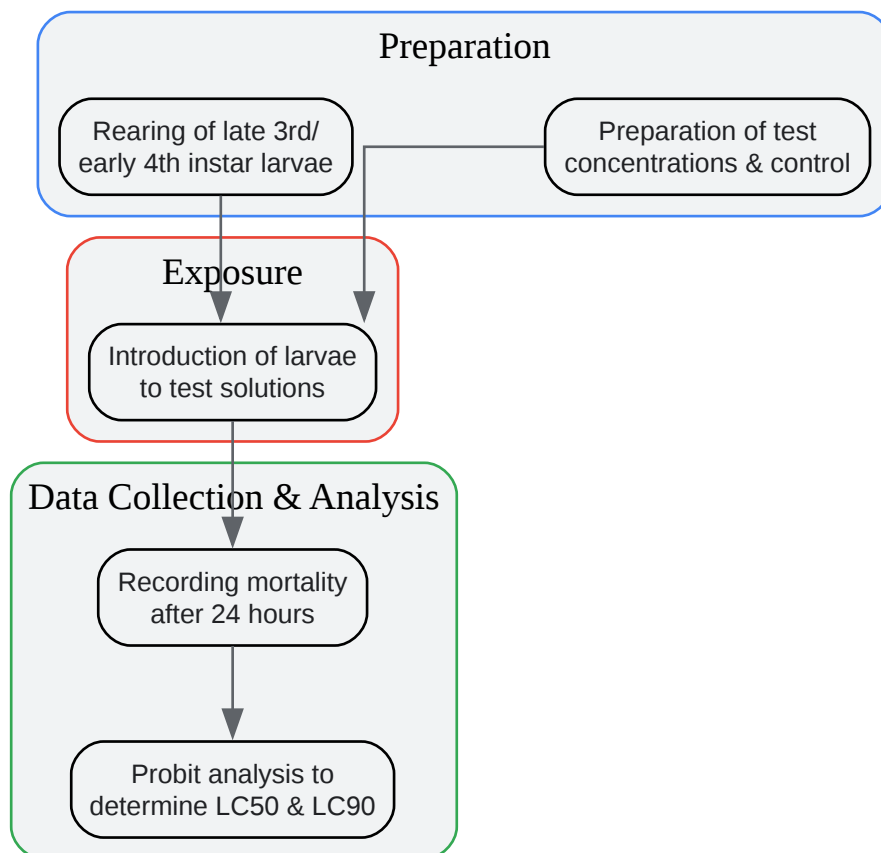 Preparation
Rearing of late 3rd/
early 4th instar larvae
Preparation of test
concentrations & control
Exposure
Introduction of larvae
to test solutions
Data Collection & Analysis
Recording mortality
after 24 hours
Probit analysis to
determine LC50 & LC90